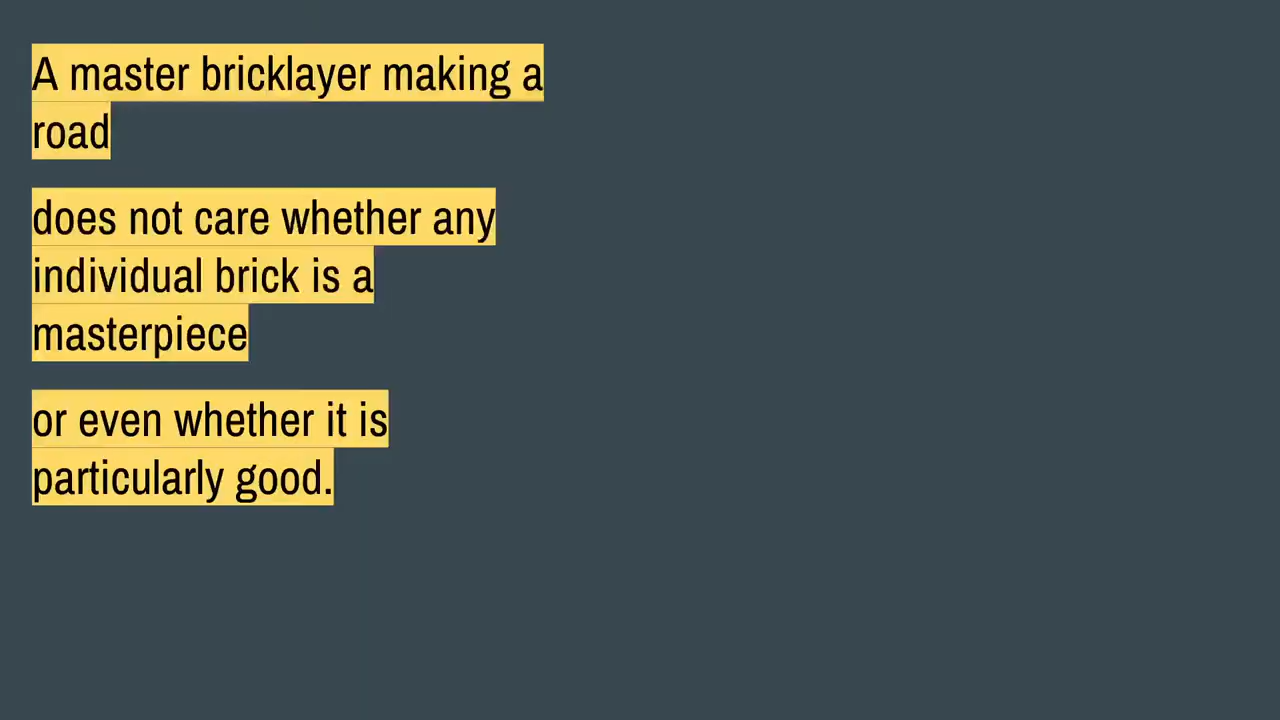 A master bricklayer making a
road
does not care whether any
individual brick is a
masterpiece
or even whether it is
particularly good.